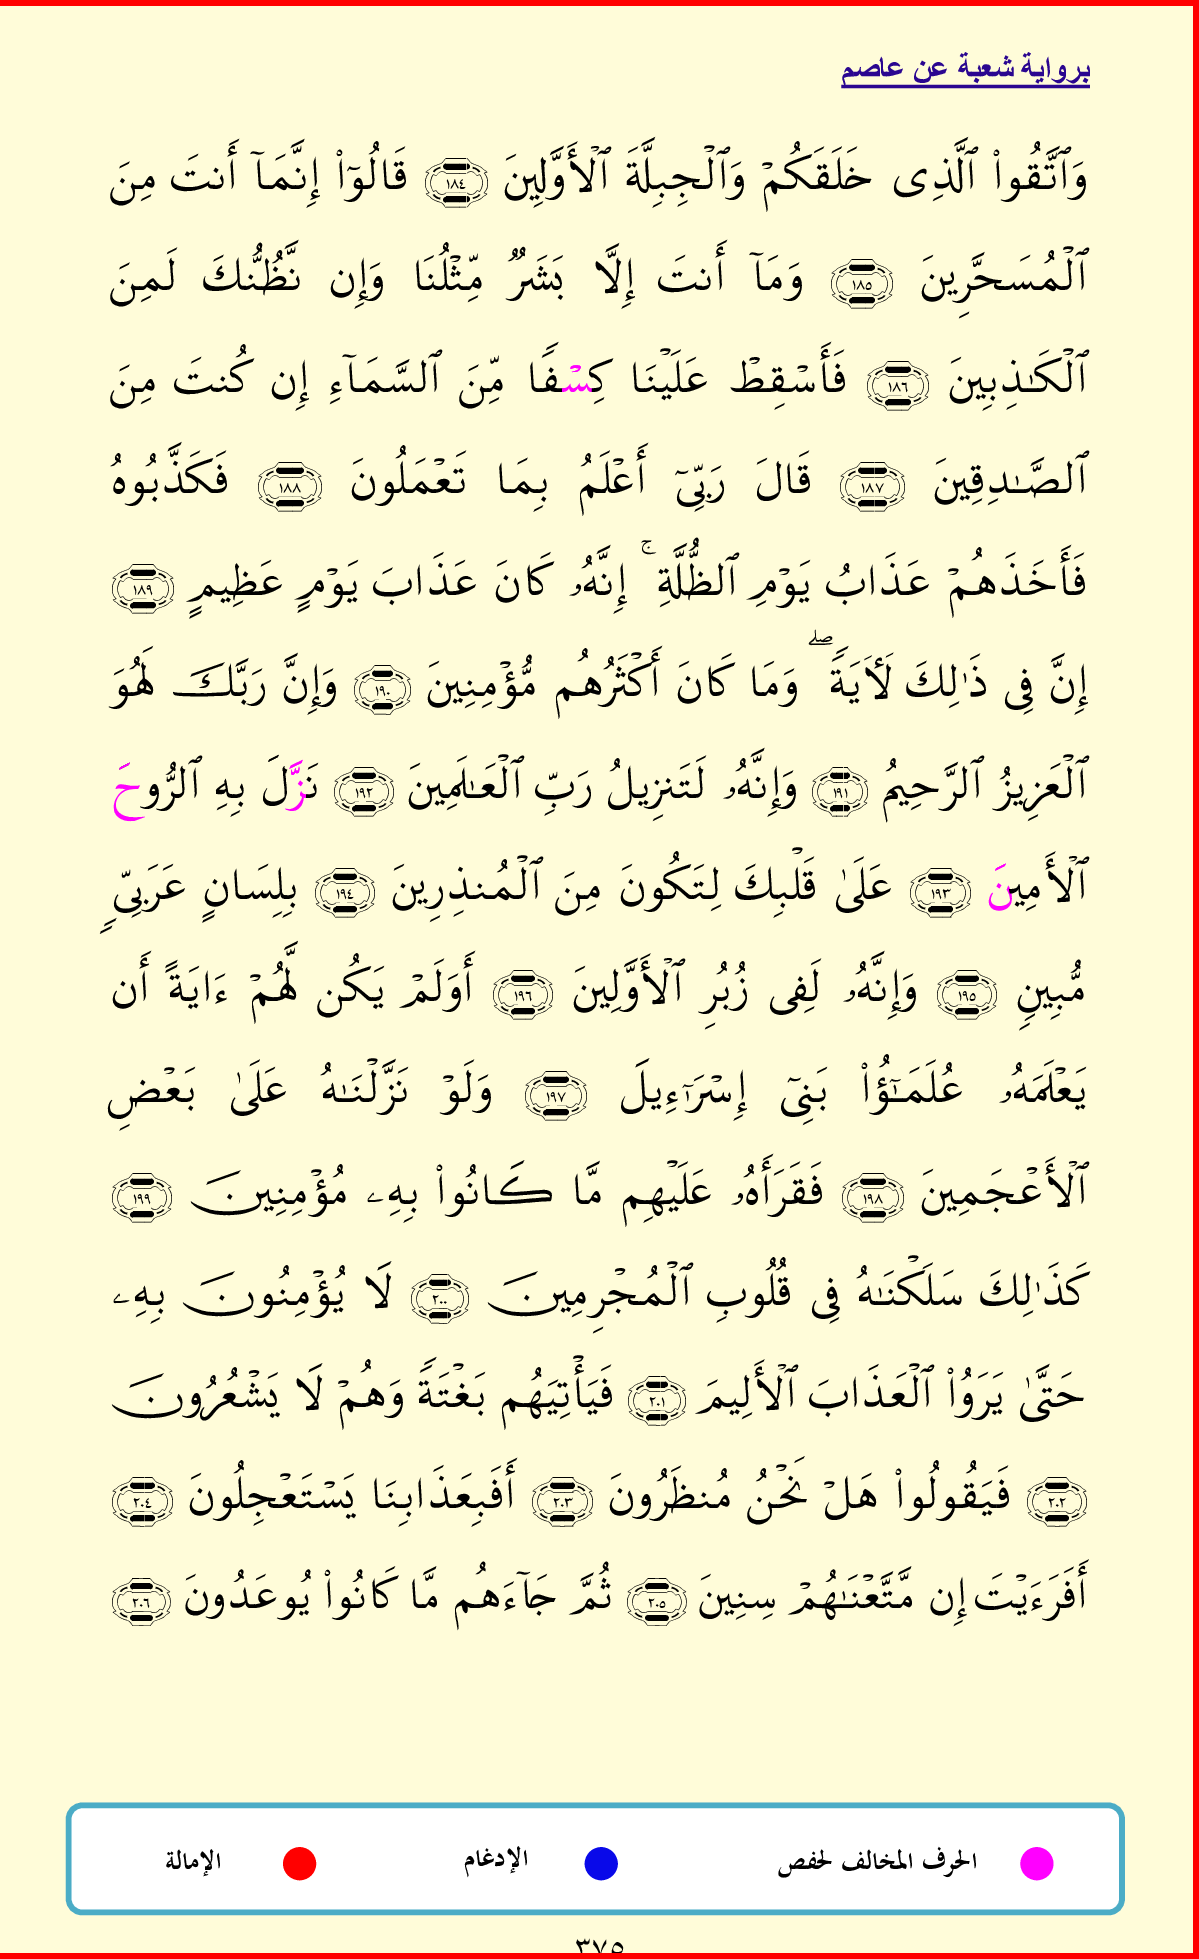 برواية شعبة عن عاصم
وَٱتَّقُوا۟ ٱلَّذِى خَلَقَكُمْ وَٱلْجِبِلَّةَ ٱلْأَوَّلِينَ ١٨٤ قَالُوٓا۟ إِنَّمَآ أَنتَ مِنَ
ٱلْمُسَحَّرِينَ ١٨٥ وَمَآ أَنتَ إِلَّا بَشَرٌ مِّثْلُنَا وَإِن نَّظُنُّكَ لَمِنَ
ٱلْكَـٰذِبِينَ ١٨٦ فَأَسْقِطْ عَلَيْنَا كِسْفًا مِّنَ ٱلسَّمَآءِ إِن كُنتَ مِنَ
ٱلصَّـٰدِقِينَ ١٨٧ قَالَ رَبِّىٓ أَعْلَمُ بِمَا تَعْمَلُونَ ١٨٨ فَكَذَّبُوهُ
فَأَخَذَهُمْ عَذَابُ يَوْمِ ٱلظُّلَّةِ ۚ إِنَّهُۥ كَانَ عَذَابَ يَوْمٍ عَظِيمٍ ١٨٩
إِنَّ فِى ذَٰلِكَ لَأَيَةً ۖ وَمَا كَانَ أَكْثَرُهُم مُّؤْمِنِينَ ١٩٠ وَإِنَّ رَبَّكَ لَهُوَ
ٱلْعَزِيزُ ٱلرَّحِيمُ ١٩١ وَإِنَّهُۥ لَتَنزِيلُ رَبِّ ٱلْعَـٰلَمِينَ ١٩٢ نَزَّلَ بِهِ ٱلرُّوحَ
ٱلْأَمِينَ ١٩٣ عَلَىٰ قَلْبِكَ لِتَكُونَ مِنَ ٱلْمُنذِرِينَ ١٩٤ بِلِسَانٍ عَرَبِىٍّ
مُّبِينٍ ١٩٥ وَإِنَّهُۥ لَفِى زُبُرِ ٱلْأَوَّلِينَ ١٩٦ أَوَلَمْ يَكُن لَّهُمْ ءَايَةً أَن
يَعْلَمَهُۥ عُلَمَـٰٓؤُا۟ بَنِىٓ إِسْرَٰٓءِيلَ ١٩٧ وَلَوْ نَزَّلْنَـٰهُ عَلَىٰ بَعْضِ
ٱلْأَعْجَمِينَ ١٩٨ فَقَرَأَهُۥ عَلَيْهِم مَّا كَانُوا۟ بِهِۦ مُؤْمِنِينَ ١٩٩
كَذَٰلِكَ سَلَكْنَـٰهُ فِى قُلُوبِ ٱلْمُجْرِمِينَ ٢٠٠ لَا يُؤْمِنُونَ بِهِۦ
حَتَّىٰ يَرَوُا۟ ٱلْعَذَابَ ٱلْأَلِيمَ ٢٠١ فَيَأْتِيَهُم بَغْتَةً وَهُمْ لَا يَشْعُرُونَ
٢٠٢ فَيَقُولُوا۟ هَلْ نَحْنُ مُنظَرُونَ ٢٠٣ أَفَبِعَذَابِنَا يَسْتَعْجِلُونَ ٢٠٤
أَفَرَءَيْتَ إِن مَّتَّعْنَـٰهُمْ سِنِينَ ٢٠٥ ثُمَّ جَآءَهُم مَّا كَانُوا۟ يُوعَدُونَ ٢٠٦
الحرف المخالف لحفص الإدغام الإمالة
٣٧٥